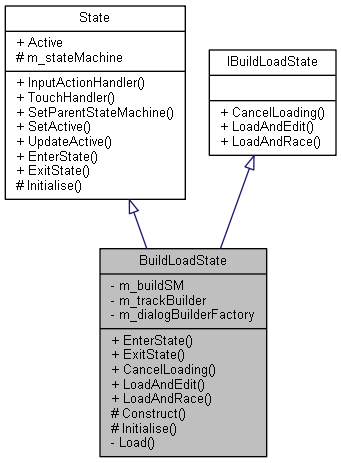 State
+ Active
# m_stateMachine
+ InputActionHandler()
+ TouchHandler()
+ SetParentStateMachine()
+ SetActive()
+ UpdateActive()
+ EnterState()
+ ExitState()
# Initialise()
IBuildLoadState
+ CancelLoading()
+ LoadAndEdit()
+ LoadAndRace()
BuildLoadState
- m_buildSM
- m_trackBuilder
- m_dialogBuilderFactory
+ EnterState()
+ ExitState()
+ CancelLoading()
+ LoadAndEdit()
+ LoadAndRace()
# Construct()
# Initialise()
- Load()